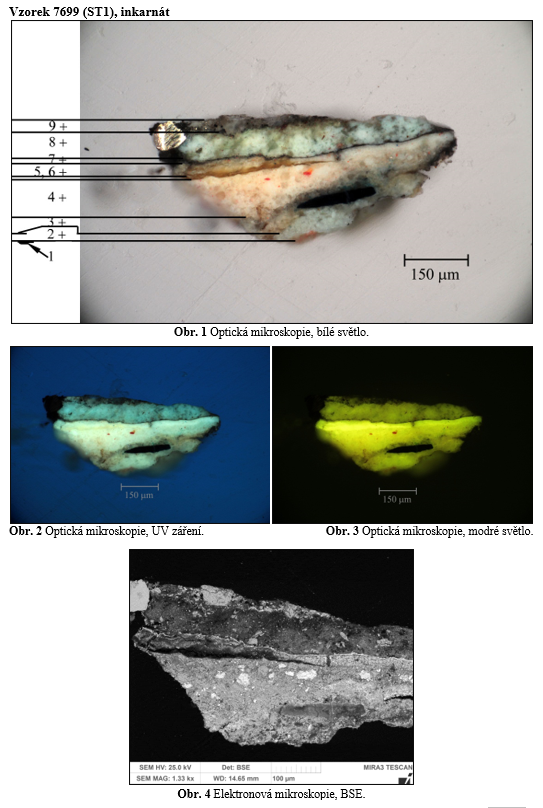 Vzorek 7699 (ST1), inkarnát
9 +
8 +
7 +
5, 6 +
4 +
3 +
2 +
1
150 µm
Obr. 1 Optická mikroskopie, bílé světlo.
150 µm
150 µm
Obr. 2 Optická mikroskopie, UV záření.
Obr. 3 Optická mikroskopie, modré světlo.
SEM HV: 25.0 kV Det: BSE MIRA3 TESCAN
SEM MAG: 1.33 kx WD: 14.65 mm 100 µm
Obr. 4 Elektronová mikroskopie, BSE.